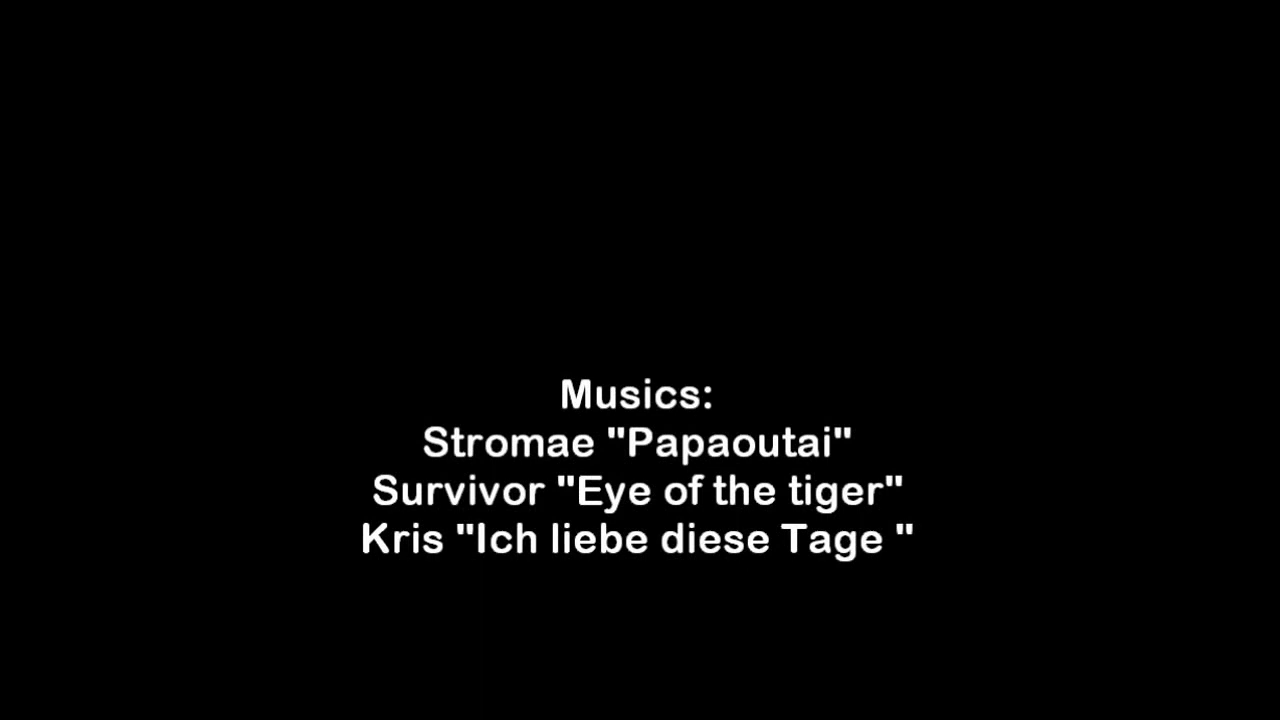 Musics:
Stromae "Papaoutai"
Survivor "Eye of the tiger"
Kris "Ich liebe diese Tage "